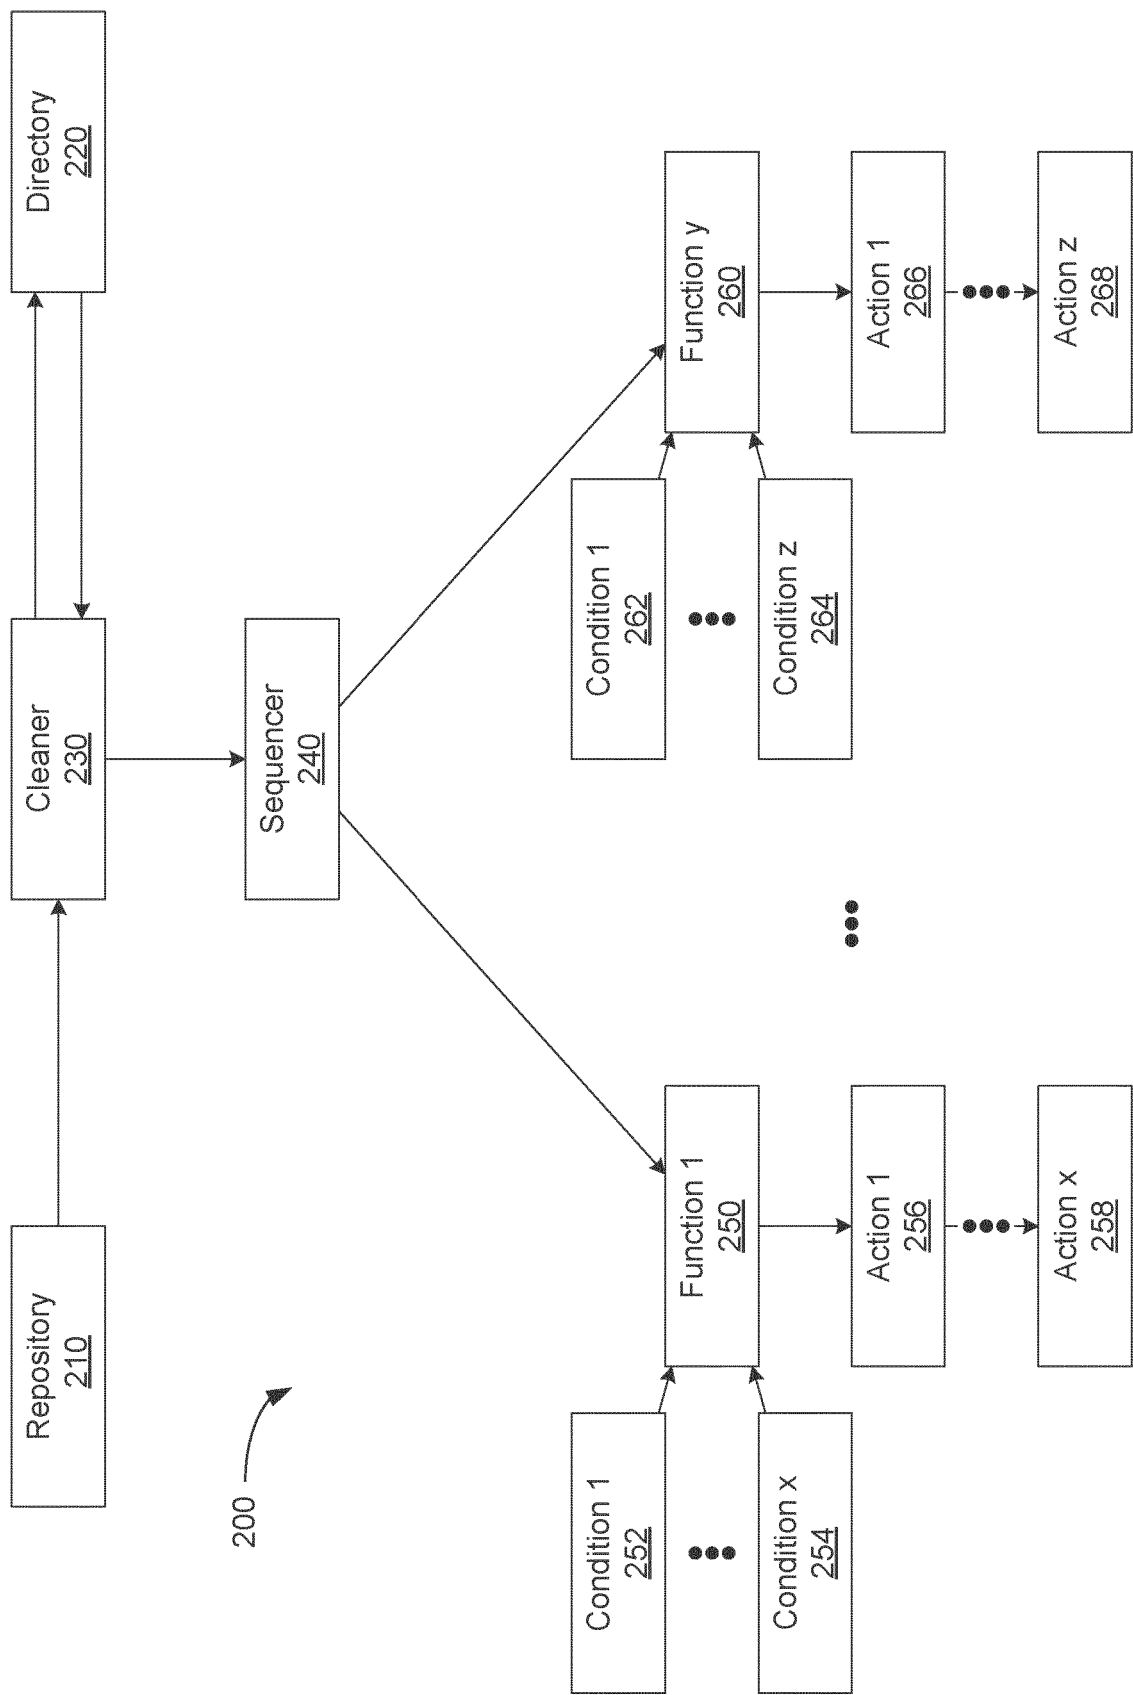 Repository
210
Cleaner
230
Directory
220
200
Sequencer
240
Condition 1
252
Condition x
254
Function 1
250
Action 1
256
Action x
258
Condition 1
262
Condition z
264
Function y
260
Action 1
266
Action z
268